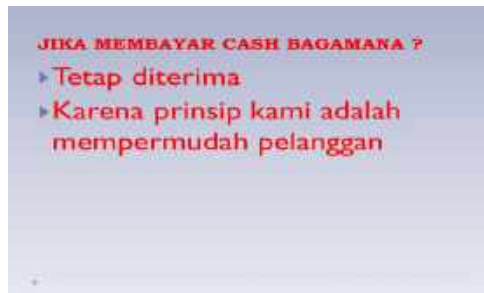 JIKA MEMBAYAR CASH BAGAMANA ?
Tetap diterima
Karena prinsip kami adalah
mempermudah pelanggan